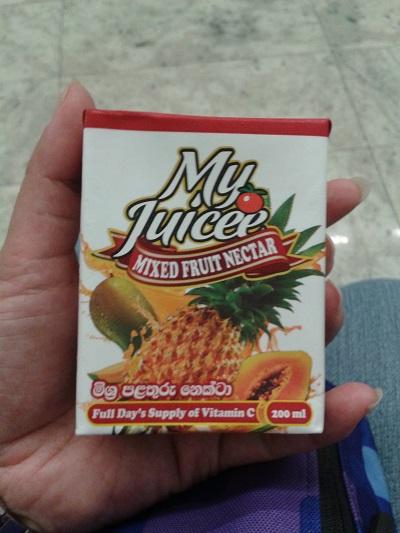 My
Juicee
MIXED FRUIT NECTAR
මිශ්‍ර පළතුරු නෙක්ටා
Full Day's Supply of Vitamin C
200 ml